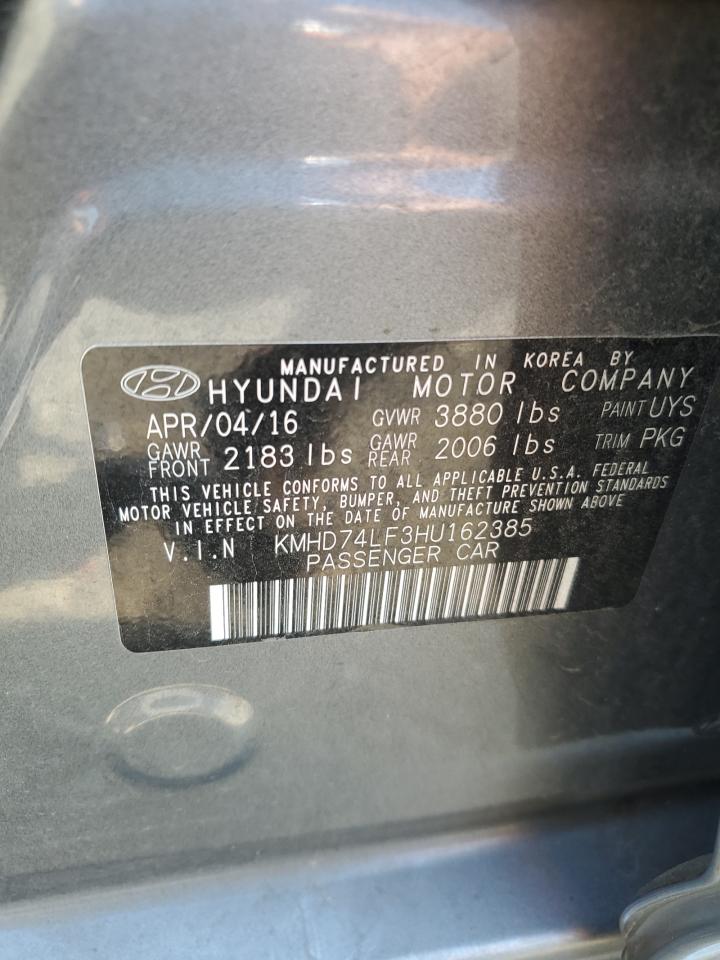 MANUFACTURED IN KOREA BY
HYUNDAI MOTOR COMPANY
APR/04/16 GVWR 3880 lbs PAINT UYS
GAWR FRONT 2183 lbs GAWR REAR 2006 lbs TRIM PKG
THIS VEHICLE CONFORMS TO ALL APPLICABLE U.S.A. FEDERAL
MOTOR VEHICLE SAFETY, BUMPER, AND THEFT PREVENTION STANDARDS
IN EFFECT ON THE DATE OF MANUFACTURE SHOWN ABOVE
V.I.N KMHD74LF3HU162385
PASSENGER CAR